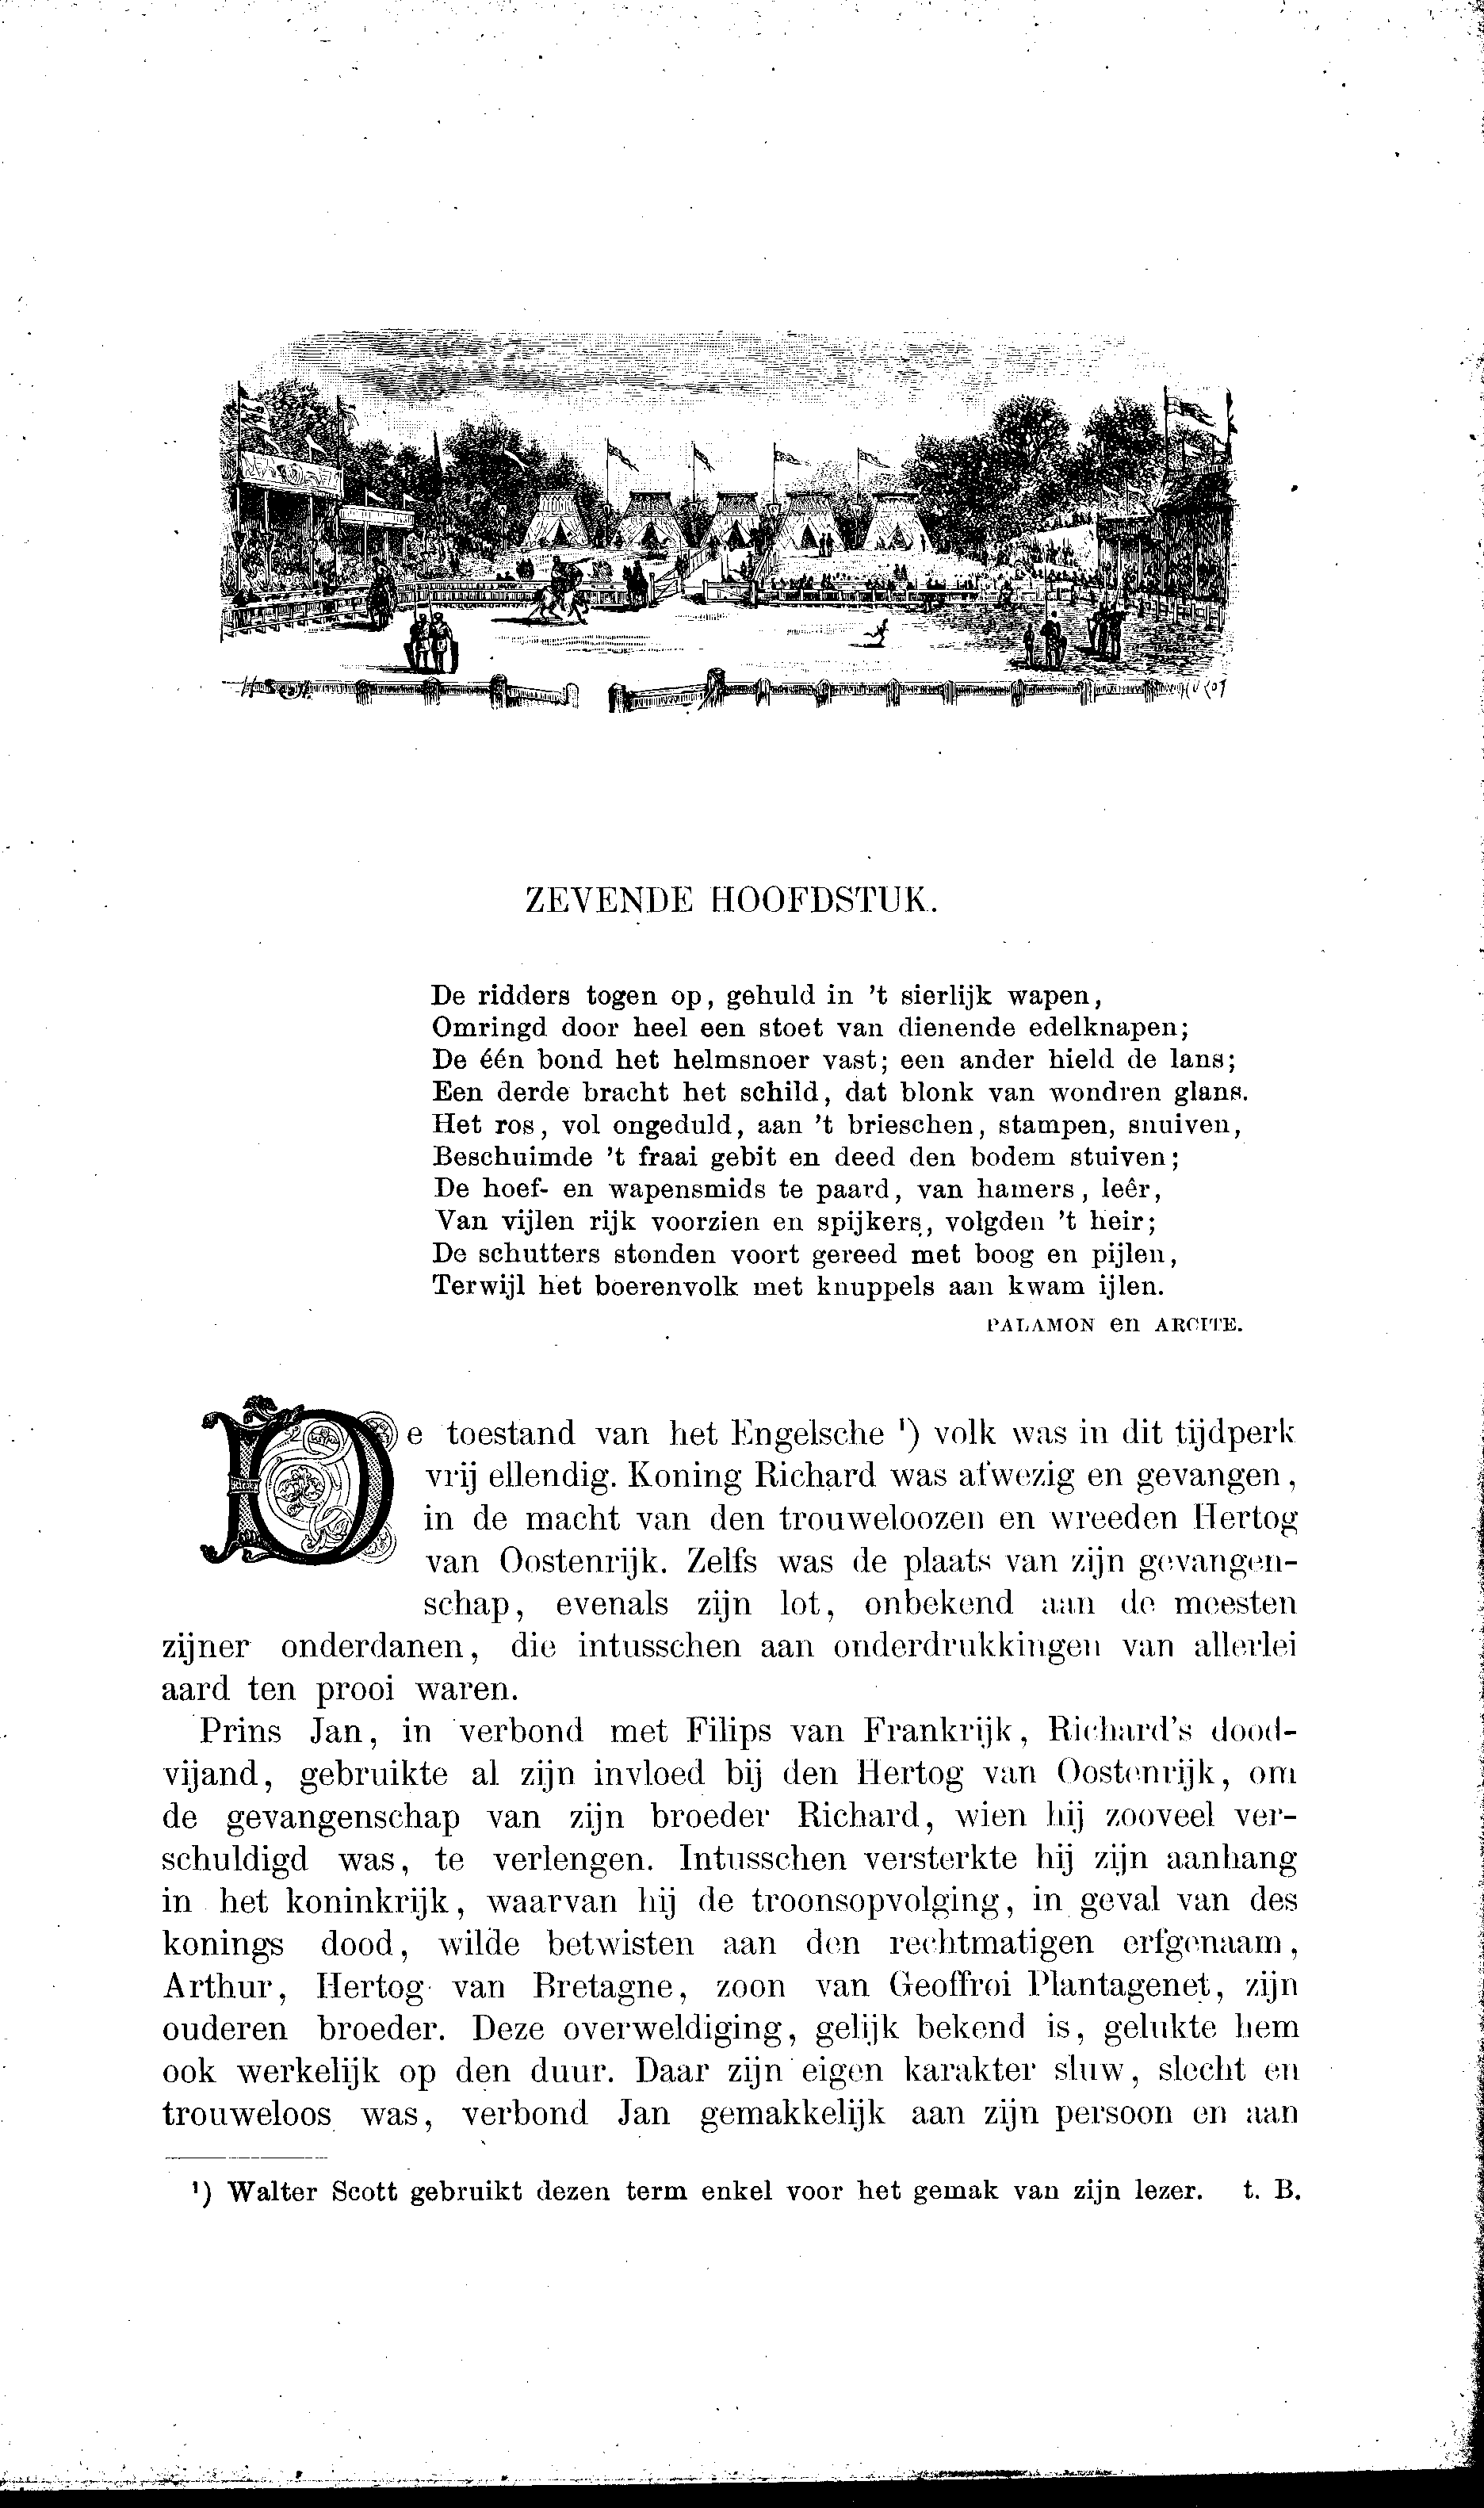 ZEVENDE HOOFDSTUK.
De ridders togen op, gehuld in 't sierlijk wapen,
Omringd door heel een stoet van dienende edelknapen;
De één bond het helmsnoer vast; een ander hield de lans;
Een derde bracht het schild, dat blonk van wondren glans.
Het ros, vol ongeduld, aan 't brieschen, stampen, snuiven,
Beschuimde 't fraai gebit en deed den bodem stuiven;
De hoef- en wapensmids te paard, van hamers, leêr,
Van vijlen rijk voorzien en spijkers, volgden 't heir;
De schutters stonden voort gereed met boog en pijlen,
Terwijl het boerenvolk met knuppels aan kwam ijlen.
PALAMON en ARCITE.
De toestand van het Engelsche ¹) volk was in dit tijdperk
vrij ellendig. Koning Richard was afwezig en gevangen,
in de macht van den trouweloozen en wreeden Hertog
van Oostenrijk. Zelfs was de plaats van zijn gevangen-
schap, evenals zijn lot, onbekend aan de meesten
zijner onderdanen, die intusschen aan onderdrukkingen van allerlei
aard ten prooi waren.
Prins Jan, in verbond met Filips van Frankrijk, Richard's dood-
vijand, gebruikte al zijn invloed bij den Hertog van Oostenrijk, om
de gevangenschap van zijn broeder Richard, wien hij zooveel ver-
schuldigd was, te verlengen. Intusschen versterkte hij zijn aanhang
in het koninkrijk, waarvan hij de troonsopvolging, in geval van des
konings dood, wilde betwisten aan den rechtmatigen erfgenaam,
Arthur, Hertog van Bretagne, zoon van Geoffroi Plantagenet, zijn
ouderen broeder. Deze overweldiging, gelijk bekend is, gelukte hem
ook werkelijk op den duur. Daar zijn eigen karakter sluw, slecht en
trouweloos was, verbond Jan gemakkelijk aan zijn persoon en aan
¹) Walter Scott gebruikt dezen term enkel voor het gemak van zijn lezer. t. B.